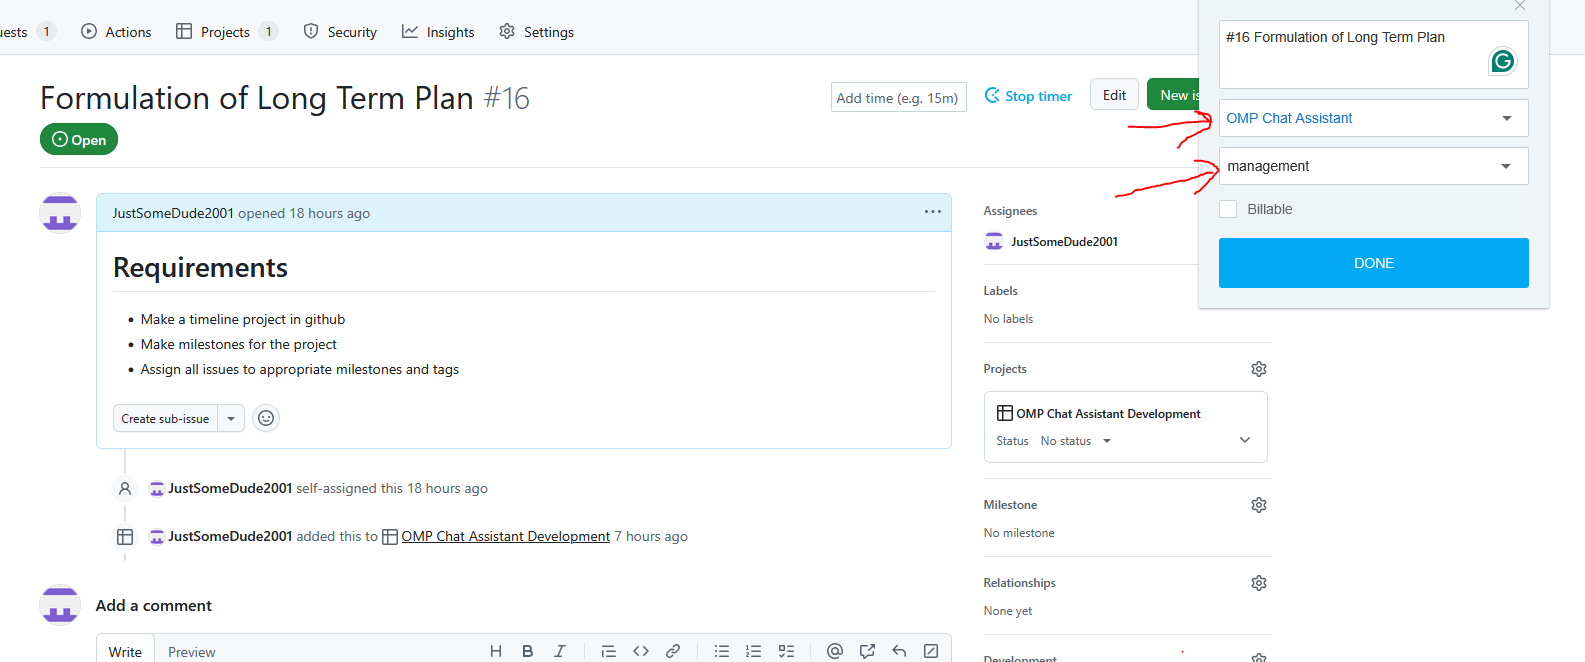 uests 1 Actions Projects 1 Security Insights Settings
Formulation of Long Term Plan #16
Add time (e.g. 15m) Stop timer Edit New is
Open
#16 Formulation of Long Term Plan
OMP Chat Assistant
management
Billable
DONE
JustSomeDude2001 opened 18 hours ago
Requirements
Make a timeline project in github
Make milestones for the project
Assign all issues to appropriate milestones and tags
Create sub-issue
JustSomeDude2001 self-assigned this 18 hours ago
JustSomeDude2001 added this to OMP Chat Assistant Development 7 hours ago
Add a comment
Write Preview
Assignees
JustSomeDude2001
Labels
No labels
Projects
OMP Chat Assistant Development
Status No status
Milestone
No milestone
Relationships
None yet
Development